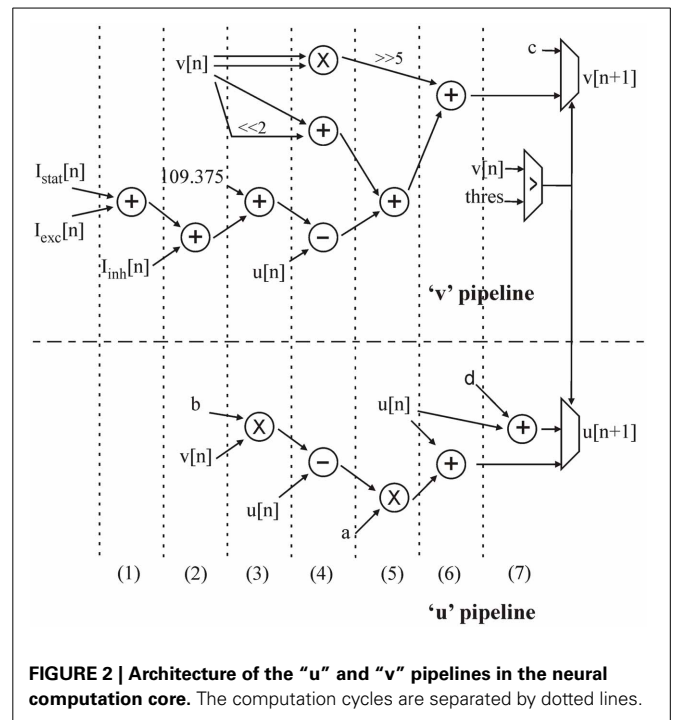 c
v[n]
>>5
v[n+1]
<<2
v[n]
thres
>
I_stat[n]
109.375
I_exc[n]
I_inh[n]
u[n]
X
+
+
+
+
+
+
−
'v' pipeline
d
b
u[n]
u[n+1]
v[n]
u[n]
a
X
−
X
+
+
(1) (2) (3) (4) (5) (6) (7)
'u' pipeline
FIGURE 2 | Architecture of the "u" and "v" pipelines in the neural
computation core. The computation cycles are separated by dotted lines.